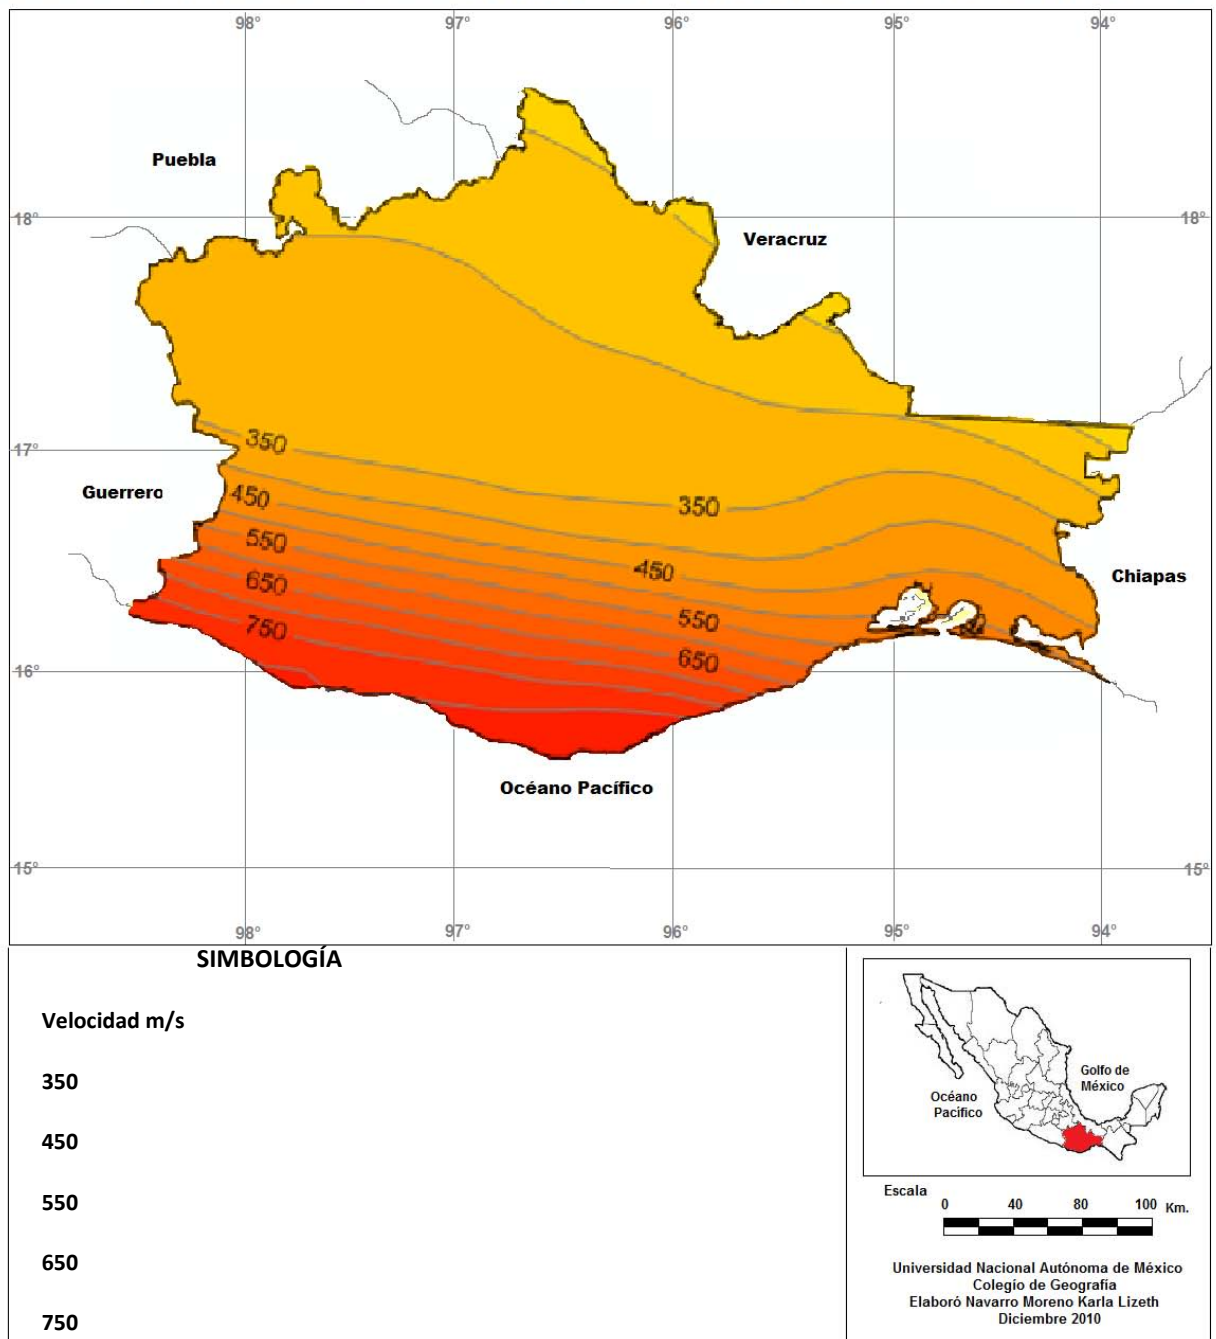 98° 97° 96° 95° 94°
Puebla
18° 18°
Veracruz
350
17°
Guerrero
450
350
550
450
Chiapas
650
550
750
650
16°
Océano Pacífico
15° 15°
98° 97° 96° 95° 94°
SIMBOLOGÍA
Velocidad m/s
350
450
550
650
750
Golfo de
México
Océano
Pacífico
Escala
0 40 80 100 Km.
Universidad Nacional Autónoma de México
Colegio de Geografía
Elaboró Navarro Moreno Karla Lizeth
Diciembre 2010